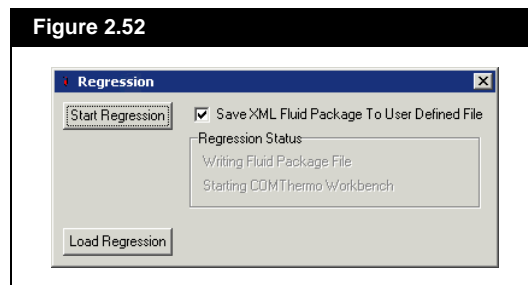 Figure 2.52
Regression
Start Regression
Save XML Fluid Package To User Defined File
Regression Status
Writing Fluid Package File
Starting COMThermo Workbench
Load Regression